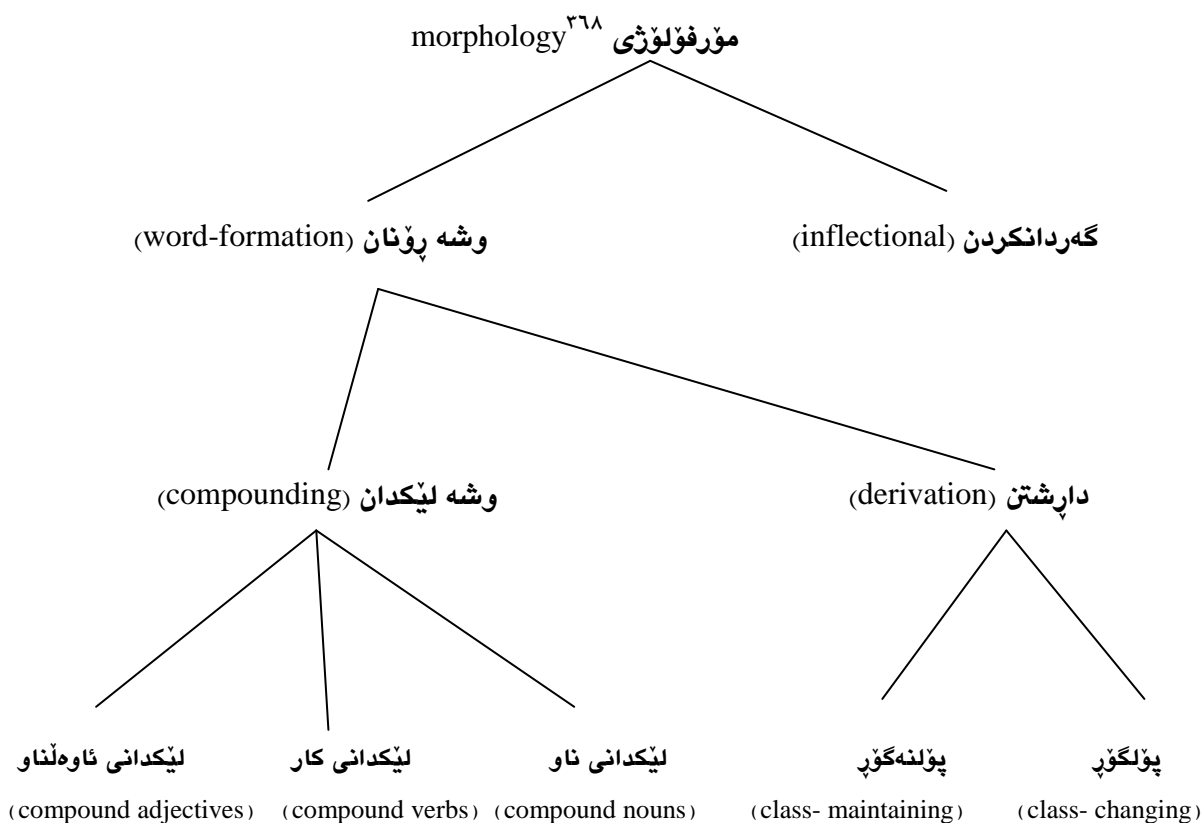 مۆرفۆلۆژی morphology٣٦٨
گەردانکردن (inflectional) وشە ڕۆنان (word-formation)
داڕشتن (derivation) وشە لێکدان (compounding)
پۆلگۆڕ پۆلنەگۆڕ لێکدانی ناو لێکدانی کار لێکدانی ئاوەڵناو
(class- changing) (class- maintaining) (compound nouns) (compound verbs) (compound adjectives)